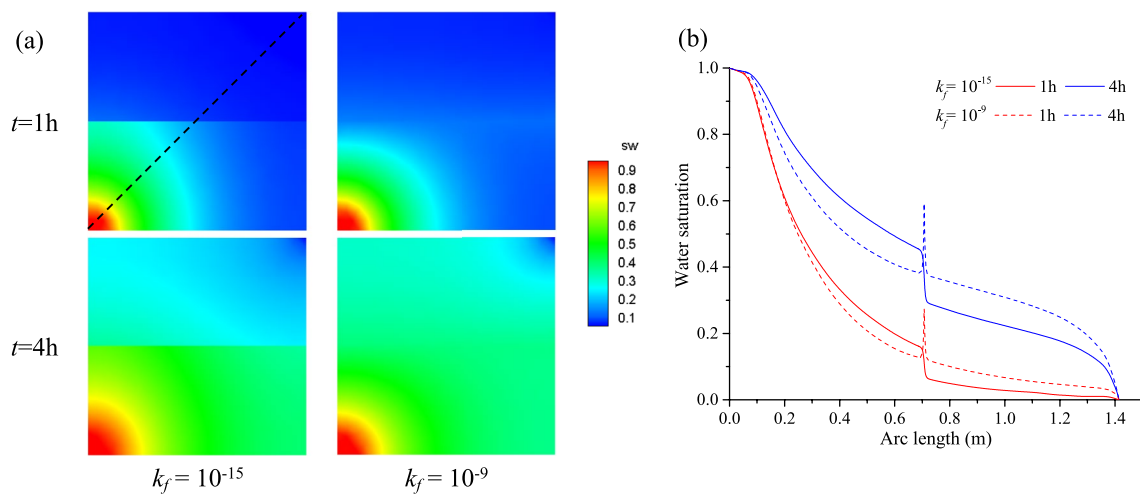 (a)
t=1h
t=4h
k_f = 10^-15
k_f = 10^-9
sw
0.9
0.8
0.7
0.6
0.5
0.4
0.3
0.2
0.1
(b)
k_f= 10^-15 1h 4h
k_f= 10^-9 1h 4h
Water saturation
1.0
0.8
0.6
0.4
0.2
0.0
0.0 0.2 0.4 0.6 0.8 1.0 1.2 1.4
Arc length (m)